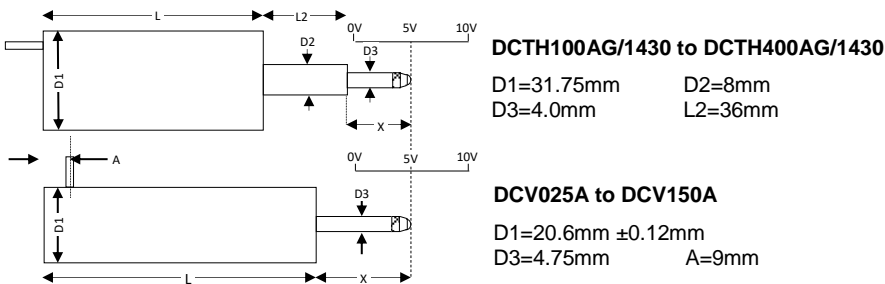 L
L2
0V 5V 10V
D2
D3
D1
X
DCTH100AG/1430 to DCTH400AG/1430
D1=31.75mm D2=8mm
D3=4.0mm L2=36mm
A
0V 5V 10V
D3
D1
L
X
DCV025A to DCV150A
D1=20.6mm ±0.12mm
D3=4.75mm A=9mm